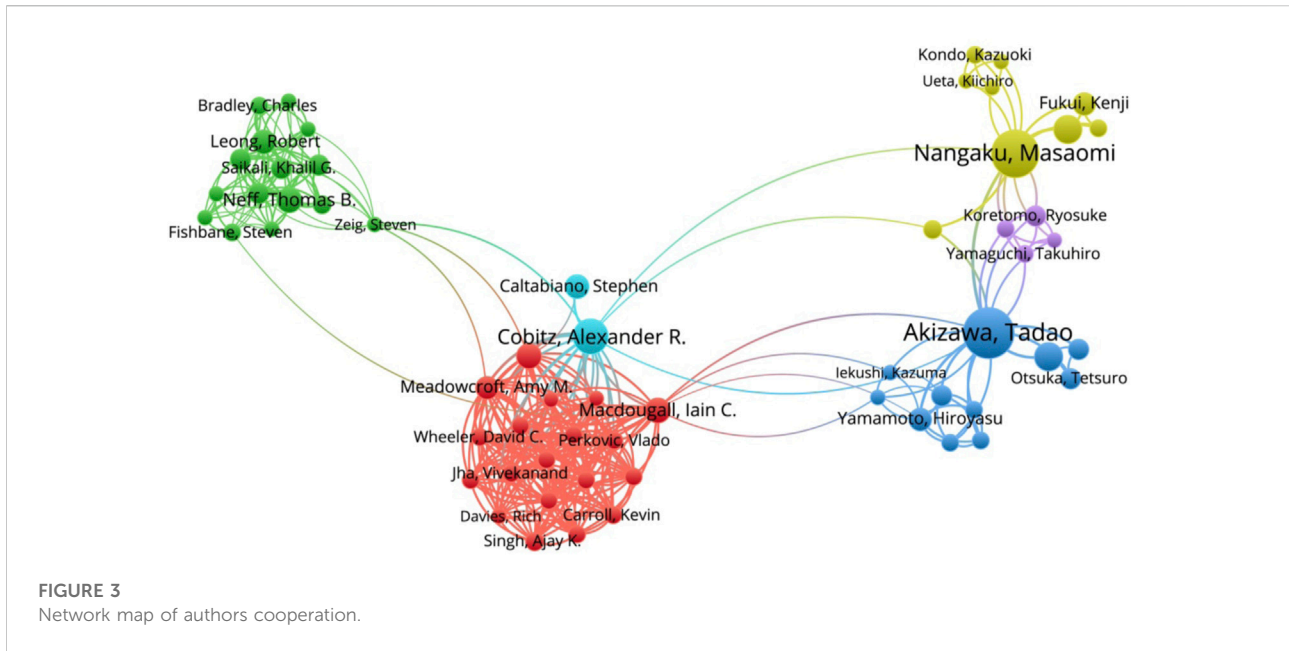 Kondo, Kazuoki
Ueta, Kiichiro
Fukui, Kenji
Nangaku, Masaomi
Koretomo, Ryosuke
Yamaguchi, Takuhiro
Bradley, Charles
Leong, Robert
Saikali, Khalil G.
Neff, Thomas B.
Fishbane, Steven
Zeig, Steven
Caltabiano, Stephen
Cobitz, Alexander R.
Akizawa, Tadao
Iekushi, Kazuma
Otsuka, Tetsuro
Yamamoto, Hiroyasu
Meadowcroft, Amy M.
Macdougall, Iain C.
Wheeler, David C.
Perkovic, Vlado
Jha, Vivekanand
Davies, Rich
Carroll, Kevin
Singh, Ajay K.
FIGURE 3
Network map of authors cooperation.